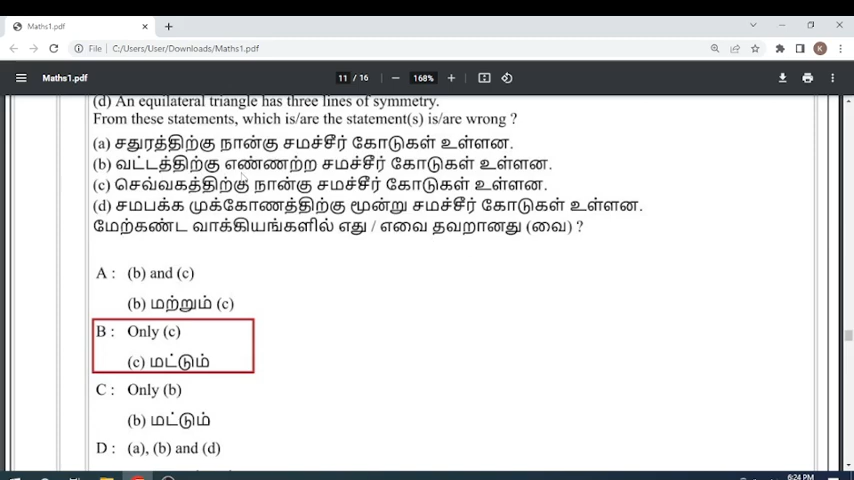 Maths1.pdf
File
C:/Users/User/Downloads/Maths1.pdf
K
Maths1.pdf
11 / 16
168%
(d) An equilateral triangle has three lines of symmetry.
From these statements, which is/are the statement(s) is/are wrong ?
(a) சதுரத்திற்கு நான்கு சமச்சீர் கோடுகள் உள்ளன.
(b) வட்டத்திற்கு எண்ணற்ற சமச்சீர் கோடுகள் உள்ளன.
(c) செவ்வகத்திற்கு நான்கு சமச்சீர் கோடுகள் உள்ளன.
(d) சமபக்க முக்கோணத்திற்கு மூன்று சமச்சீர் கோடுகள் உள்ளன.
மேற்கண்ட வாக்கியங்களில் எது / எவை தவறானது (வை) ?
A : (b) and (c)
(b) மற்றும் (c)
B : Only (c)
(c) மட்டும்
C : Only (b)
(b) மட்டும்
D : (a), (b) and (d)
6:24 PM